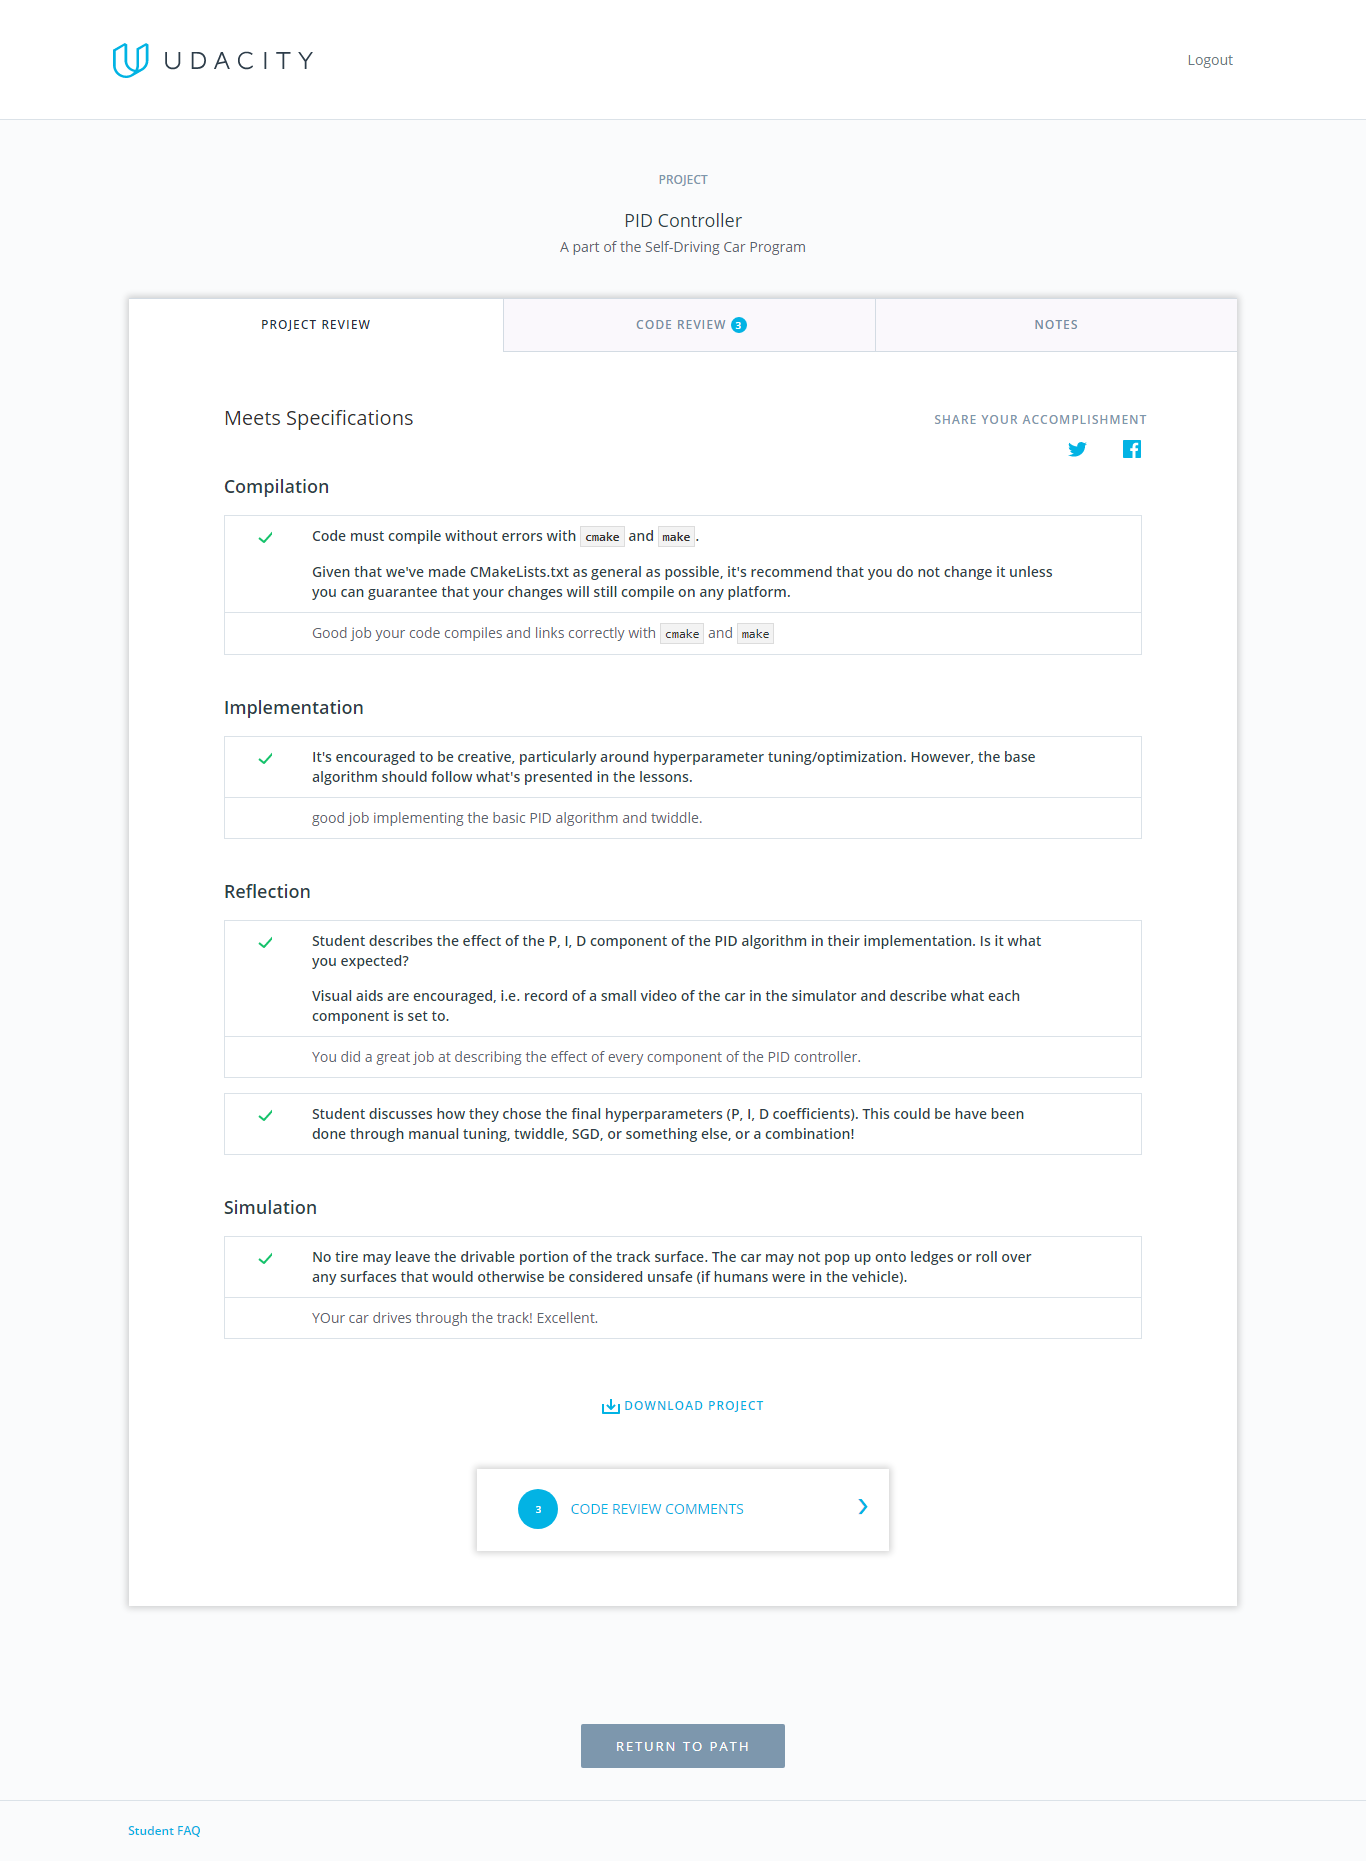 UDACITY
Logout
PROJECT
PID Controller
A part of the Self-Driving Car Program
PROJECT REVIEW
CODE REVIEW 3
NOTES
Meets Specifications
SHARE YOUR ACCOMPLISHMENT
Compilation
Code must compile without errors with cmake and make.
Given that we've made CMakeLists.txt as general as possible, it's recommend that you do not change it unless
you can guarantee that your changes will still compile on any platform.
Good job your code compiles and links correctly with cmake and make
Implementation
It's encouraged to be creative, particularly around hyperparameter tuning/optimization. However, the base
algorithm should follow what's presented in the lessons.
good job implementing the basic PID algorithm and twiddle.
Reflection
Student describes the effect of the P, I, D component of the PID algorithm in their implementation. Is it what
you expected?
Visual aids are encouraged, i.e. record of a small video of the car in the simulator and describe what each
component is set to.
You did a great job at describing the effect of every component of the PID controller.
Student discusses how they chose the final hyperparameters (P, I, D coefficients). This could be have been
done through manual tuning, twiddle, SGD, or something else, or a combination!
Simulation
No tire may leave the drivable portion of the track surface. The car may not pop up onto ledges or roll over
any surfaces that would otherwise be considered unsafe (if humans were in the vehicle).
YOur car drives through the track! Excellent.
DOWNLOAD PROJECT
3 CODE REVIEW COMMENTS
RETURN TO PATH
Student FAQ